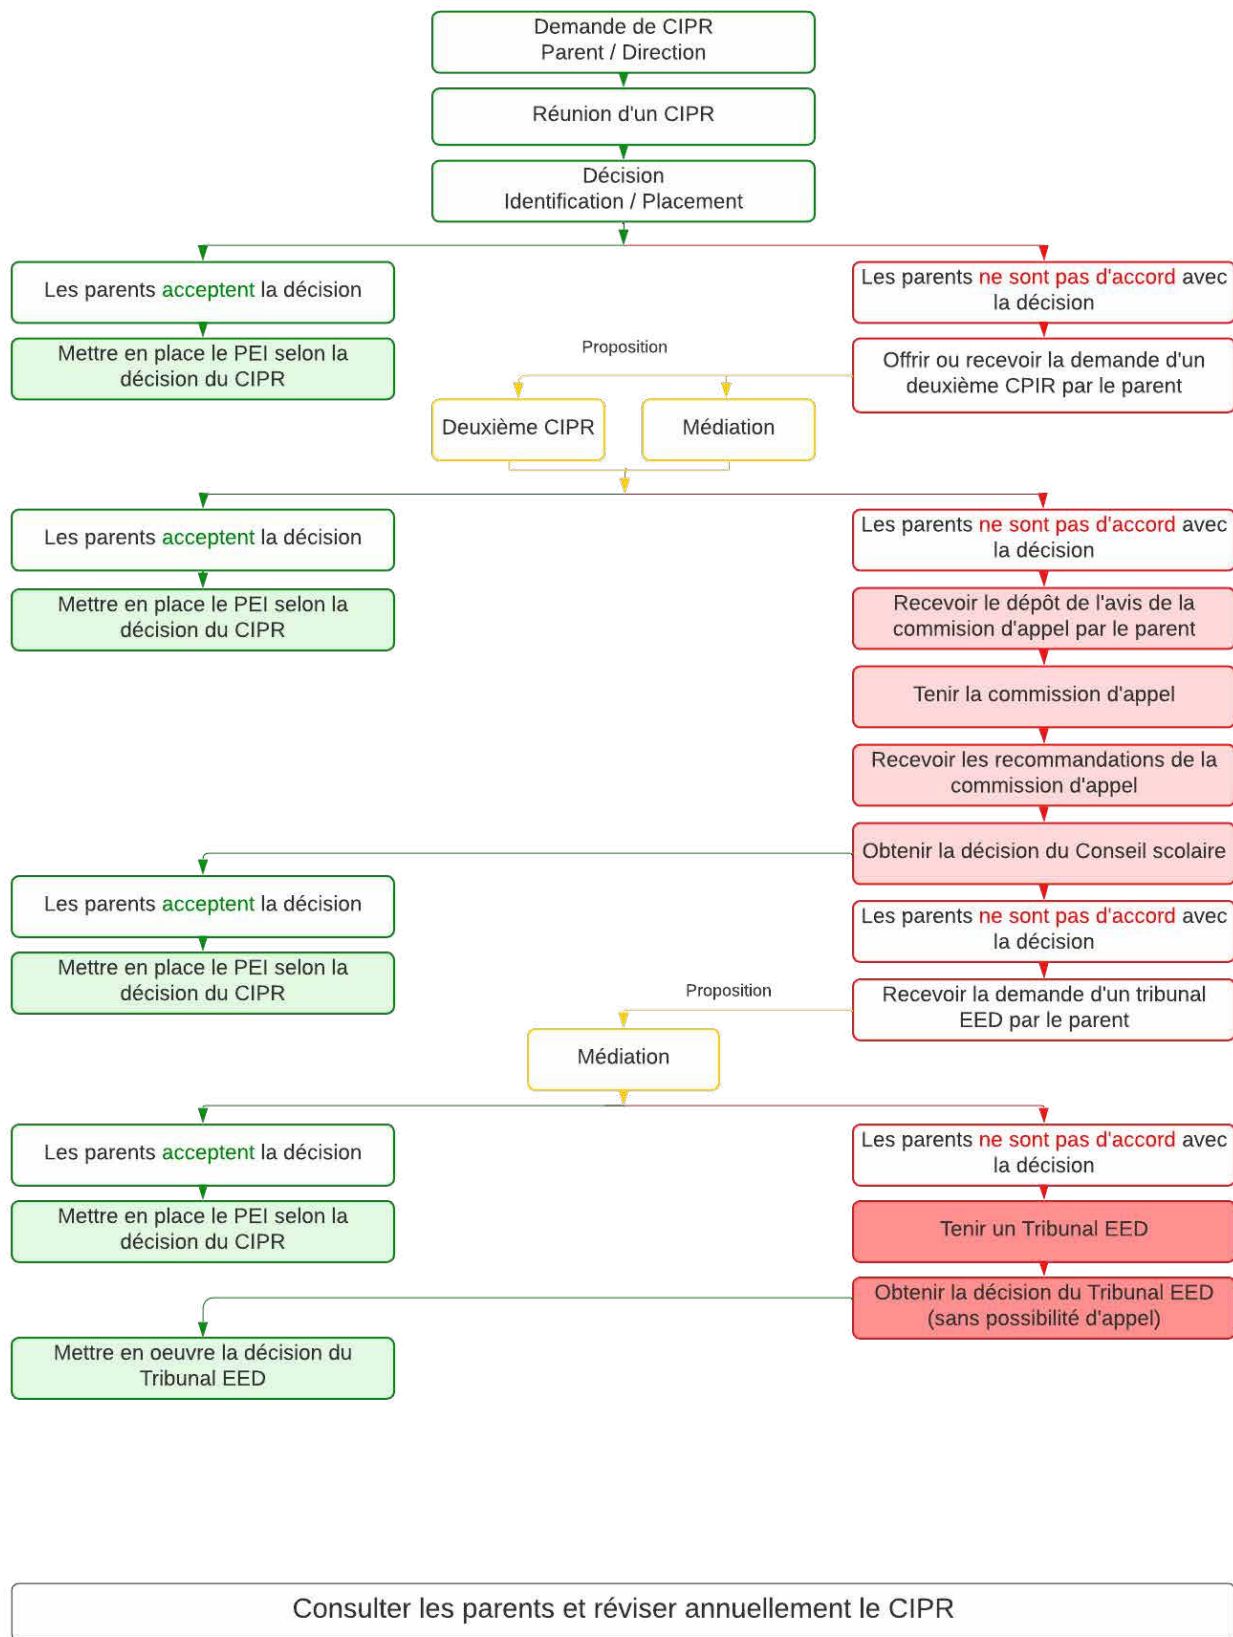 Demande de CIPR
Parent / Direction
Réunion d'un CIPR
Décision
Identification / Placement
Les parents acceptent la décision
Les parents ne sont pas d'accord avec
la décision
Mettre en place le PEI selon la
décision du CIPR
Proposition
Offrir ou recevoir la demande d'un
deuxième CPIR par le parent
Deuxième CIPR
Médiation
Les parents acceptent la décision
Les parents ne sont pas d'accord avec
la décision
Mettre en place le PEI selon la
décision du CIPR
Recevoir le dépôt de l'avis de la
commision d'appel par le parent
Tenir la commission d'appel
Recevoir les recommandations de la
commission d'appel
Obtenir la décision du Conseil scolaire
Les parents acceptent la décision
Les parents ne sont pas d'accord avec
la décision
Mettre en place le PEI selon la
décision du CIPR
Proposition
Recevoir la demande d'un tribunal
EED par le parent
Médiation
Les parents acceptent la décision
Les parents ne sont pas d'accord avec
la décision
Mettre en place le PEI selon la
décision du CIPR
Tenir un Tribunal EED
Obtenir la décision du Tribunal EED
(sans possibilité d'appel)
Mettre en oeuvre la décision du
Tribunal EED
Consulter les parents et réviser annuellement le CIPR